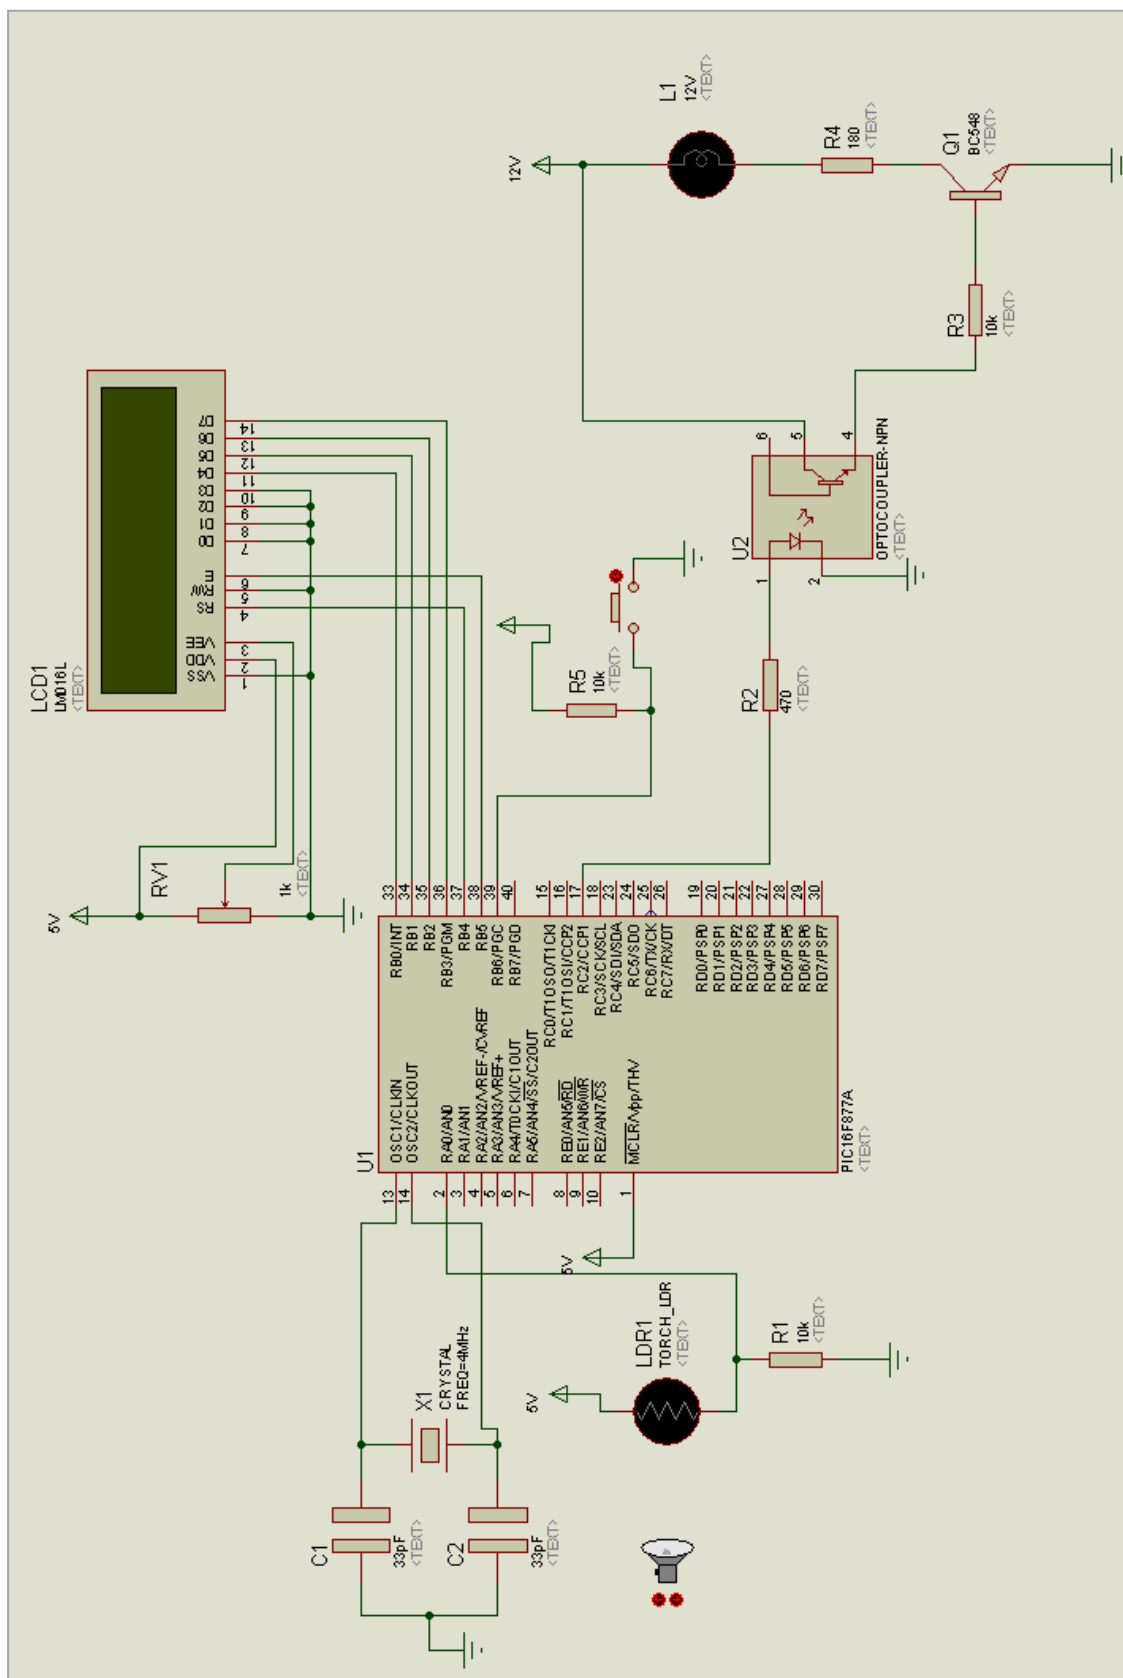 LCD1
LM016L
<TEXT>
VSS
VDD
VEE
RS
RW
E
D0
D1
D2
D3
D4
D5
D6
D7
1
2
3
4
5
6
7
8
9
10
11
12
13
14
5V
RV1
1k
<TEXT>
12V
L1
12V
<TEXT>
R4
180
<TEXT>
Q1
BC548
<TEXT>
R3
10k
<TEXT>
U2
OPTOCOUPLER-NPN
<TEXT>
1
2
6
5
4
R5
10k
<TEXT>
R2
470
<TEXT>
U1
PIC16F877A
<TEXT>
13
14
2
3
4
5
6
7
8
9
10
1
OSC1/CLKIN
OSC2/CLKOUT
RA0/AN0
RA1/AN1
RA2/AN2/VREF-/CVREF
RA3/AN3/VREF+
RA4/T0CKI/C1OUT
RA5/AN4/SS/C2OUT
RE0/AN5/RD
RE1/AN6/WR
RE2/AN7/CS
MCLR/Vpp/THV
RB0/INT
RB1
RB2
RB3/PGM
RB4
RB5
RB6/PGC
RB7/PGD
RC0/T1OSO/T1CKI
RC1/T1OSI/CCP2
RC2/CCP1
RC3/SCK/SCL
RC4/SDI/SDA
RC5/SDO
RC6/TX/CK
RC7/RX/DT
RD0/PSP0
RD1/PSP1
RD2/PSP2
RD3/PSP3
RD4/PSP4
RD5/PSP5
RD6/PSP6
RD7/PSP7
33
34
35
36
37
38
39
40
15
16
17
18
23
24
25
26
19
20
21
22
27
28
29
30
5V
X1
CRYSTAL
FREQ=4MHz
C1
33pF
<TEXT>
C2
33pF
<TEXT>
5V
LDR1
TORCH_LDR
<TEXT>
R1
10k
<TEXT>